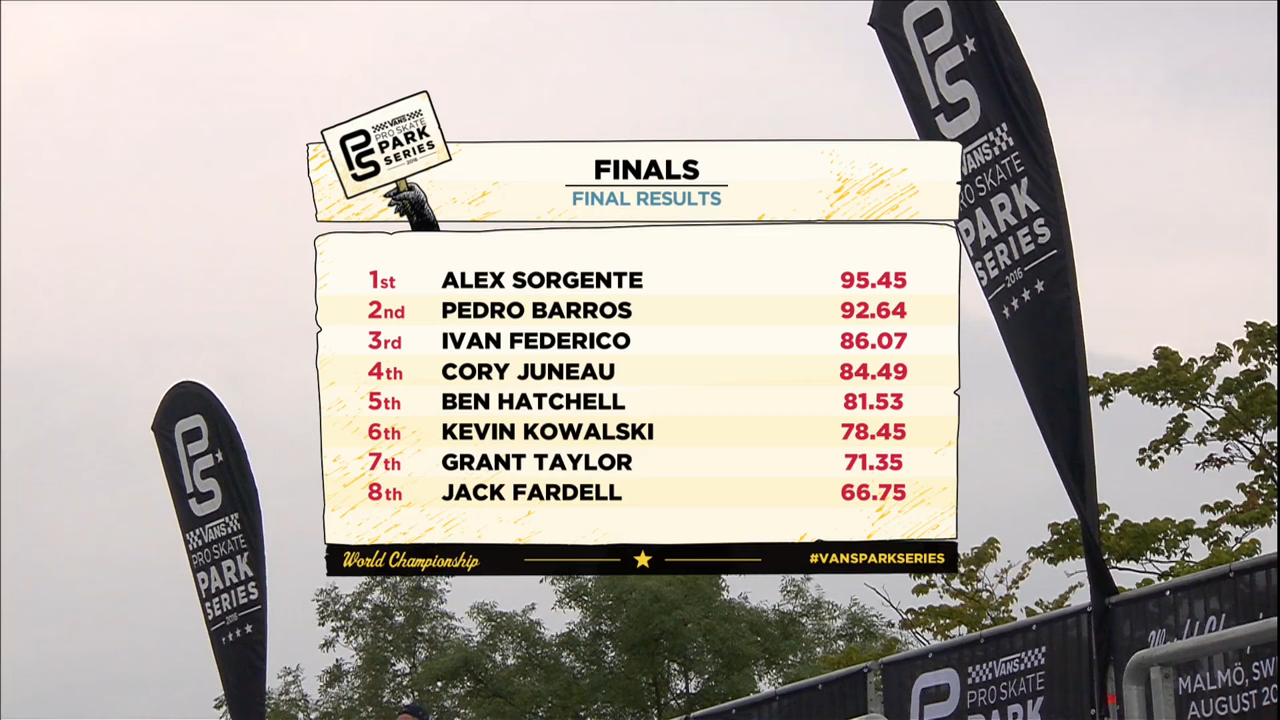 PS
VANS
PRO SKATE
PARK
SERIES
2016
FINALS
FINAL RESULTS
1st ALEX SORGENTE 95.45
2nd PEDRO BARROS 92.64
3rd IVAN FEDERICO 86.07
4th CORY JUNEAU 84.49
5th BEN HATCHELL 81.53
6th KEVIN KOWALSKI 78.45
7th GRANT TAYLOR 71.35
8th JACK FARDELL 66.75
World Championship #VANSPARKSERIES
PS
VANS
RO SKATE
PARK
SERIES
2016
PS
VANS
PRO SKATE
PARK
SERIES
2016
VANS
PRO SKATE
PARK
World
MALMÖ, SW
AUGUST 20